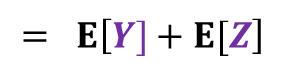 = E[Y] + E[Z]